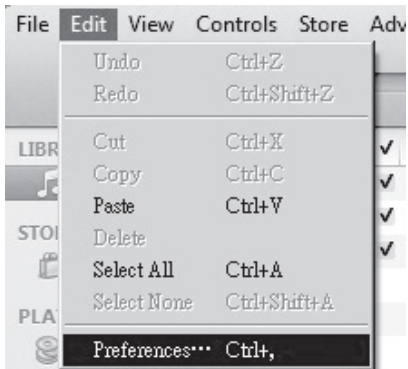 File Edit View Controls Store Adv
Undo Ctrl+Z
Redo Ctrl+Shift+Z
LIBR
Cut Ctrl+X
Copy Ctrl+C
Paste Ctrl+V
STO
Delete
Select All Ctrl+A
Select None Ctrl+Shift+A
PLA
Preferences··· Ctrl+,